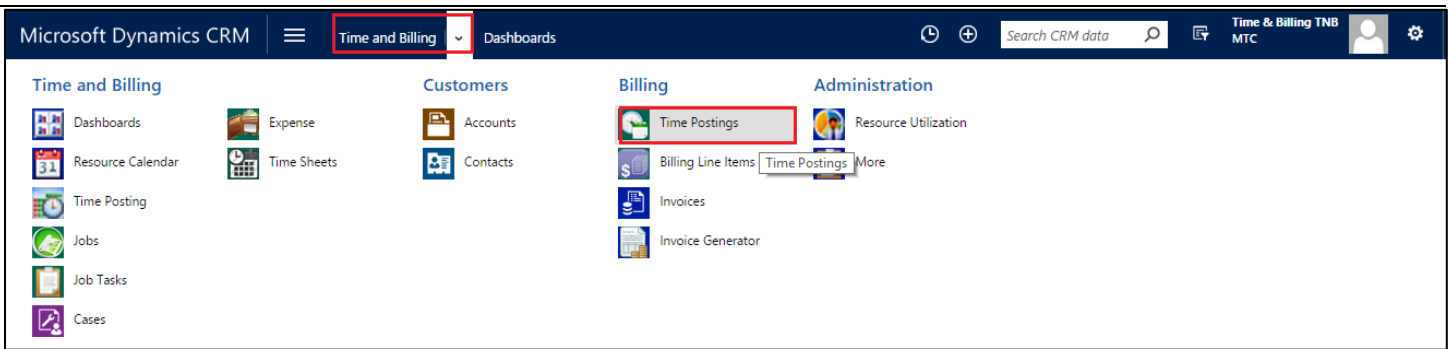 Microsoft Dynamics CRM
Time and Billing
Dashboards
Search CRM data
Time & Billing TNB
MTC
Time and Billing
Dashboards
Resource Calendar
31
Time Posting
Jobs
Job Tasks
Cases
Expense
Time Sheets
Customers
Accounts
Contacts
Billing
Time Postings
Billing Line Items
Time Postings
$
Invoices
Invoice Generator
Administration
Resource Utilization
More